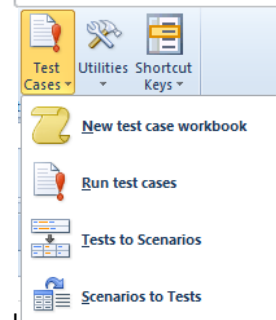 Test Cases
Utilities
Shortcut Keys
New test case workbook
Run test cases
Tests to Scenarios
Scenarios to Tests